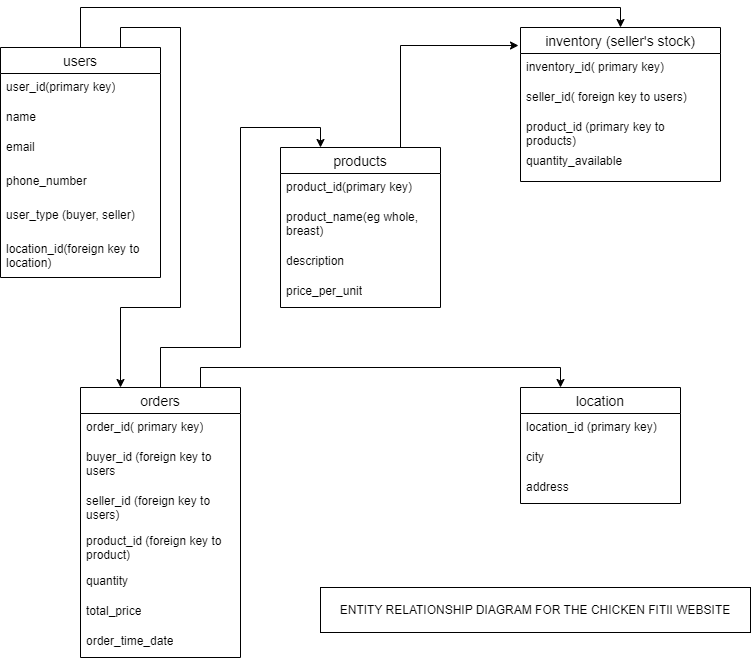 users
user_id(primary key)
name
email
phone_number
user_type (buyer, seller)
location_id(foreign key to
location)
products
product_id(primary key)
product_name(eg whole,
breast)
description
price_per_unit
inventory (seller's stock)
inventory_id( primary key)
seller_id( foreign key to users)
product_id (primary key to
products)
quantity_available
orders
order_id( primary key)
buyer_id (foreign key to
users
seller_id (foreign key to
users)
product_id (foreign key to
product)
quantity
total_price
order_time_date
location
location_id (primary key)
city
address
ENTITY RELATIONSHIP DIAGRAM FOR THE CHICKEN FITII WEBSITE